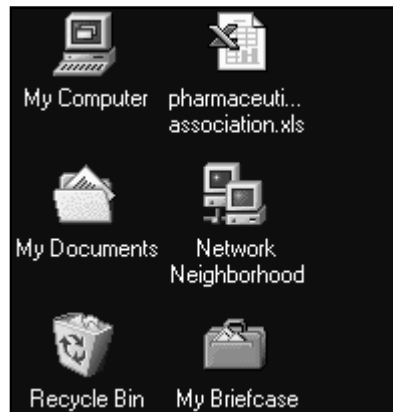 My Computer
pharmaceuti...
association.xls
My Documents
Network
Neighborhood
Recycle Bin
My Briefcase